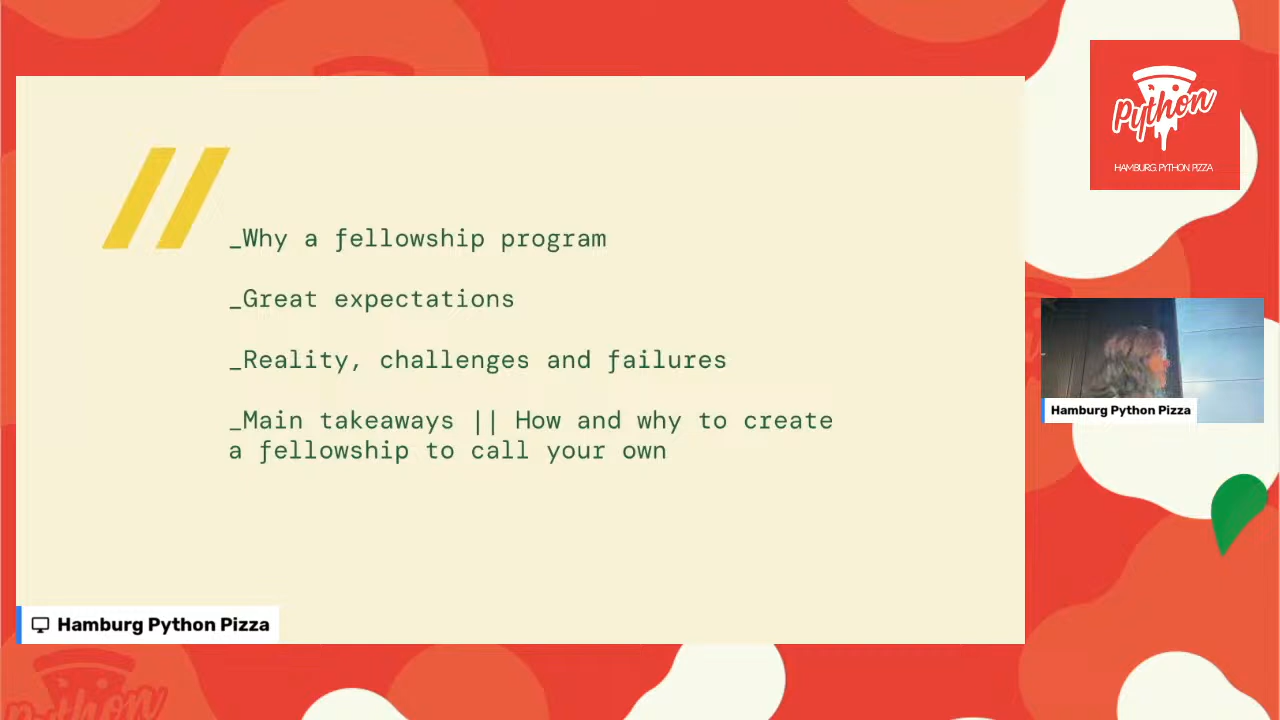 _Why a fellowship program
_Great expectations
_Reality, challenges and failures
_Main takeaways || How and why to create
a fellowship to call your own
Hamburg Python Pizza
Python
HAMBURG PYTHON PIZZA
Hamburg Python Pizza
Python